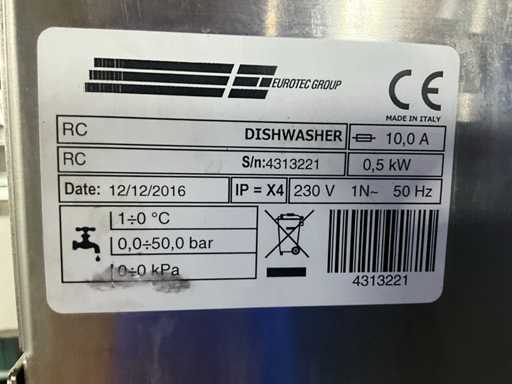 EUROTEC GROUP
CE
MADE IN ITALY
RC DISHWASHER 10,0 A
RC S/n:4313221 0,5 kW
Date: 12/12/2016 IP = X4 230 V 1N~ 50 Hz
1÷0 °C
0,0÷50,0 bar
0÷0 kPa
4313221